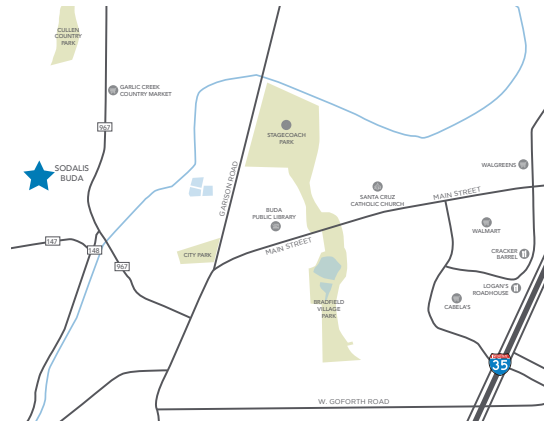 CULLEN
COUNTRY
PARK
GARLIC CREEK
COUNTRY MARKET
967
STAGECOACH
PARK
SODALIS
BUDA
GARISON ROAD
WALGREENS
SANTA CRUZ
CATHOLIC CHURCH
MAIN STREET
BUDA
PUBLIC LIBRARY
WALMART
147
148
MAIN STREET
CITY PARK
CRACKER
BARREL
967
LOGAN'S
ROADHOUSE
BRADFIELD
VILLAGE
PARK
CABELA'S
35
W. GOFORTH ROAD